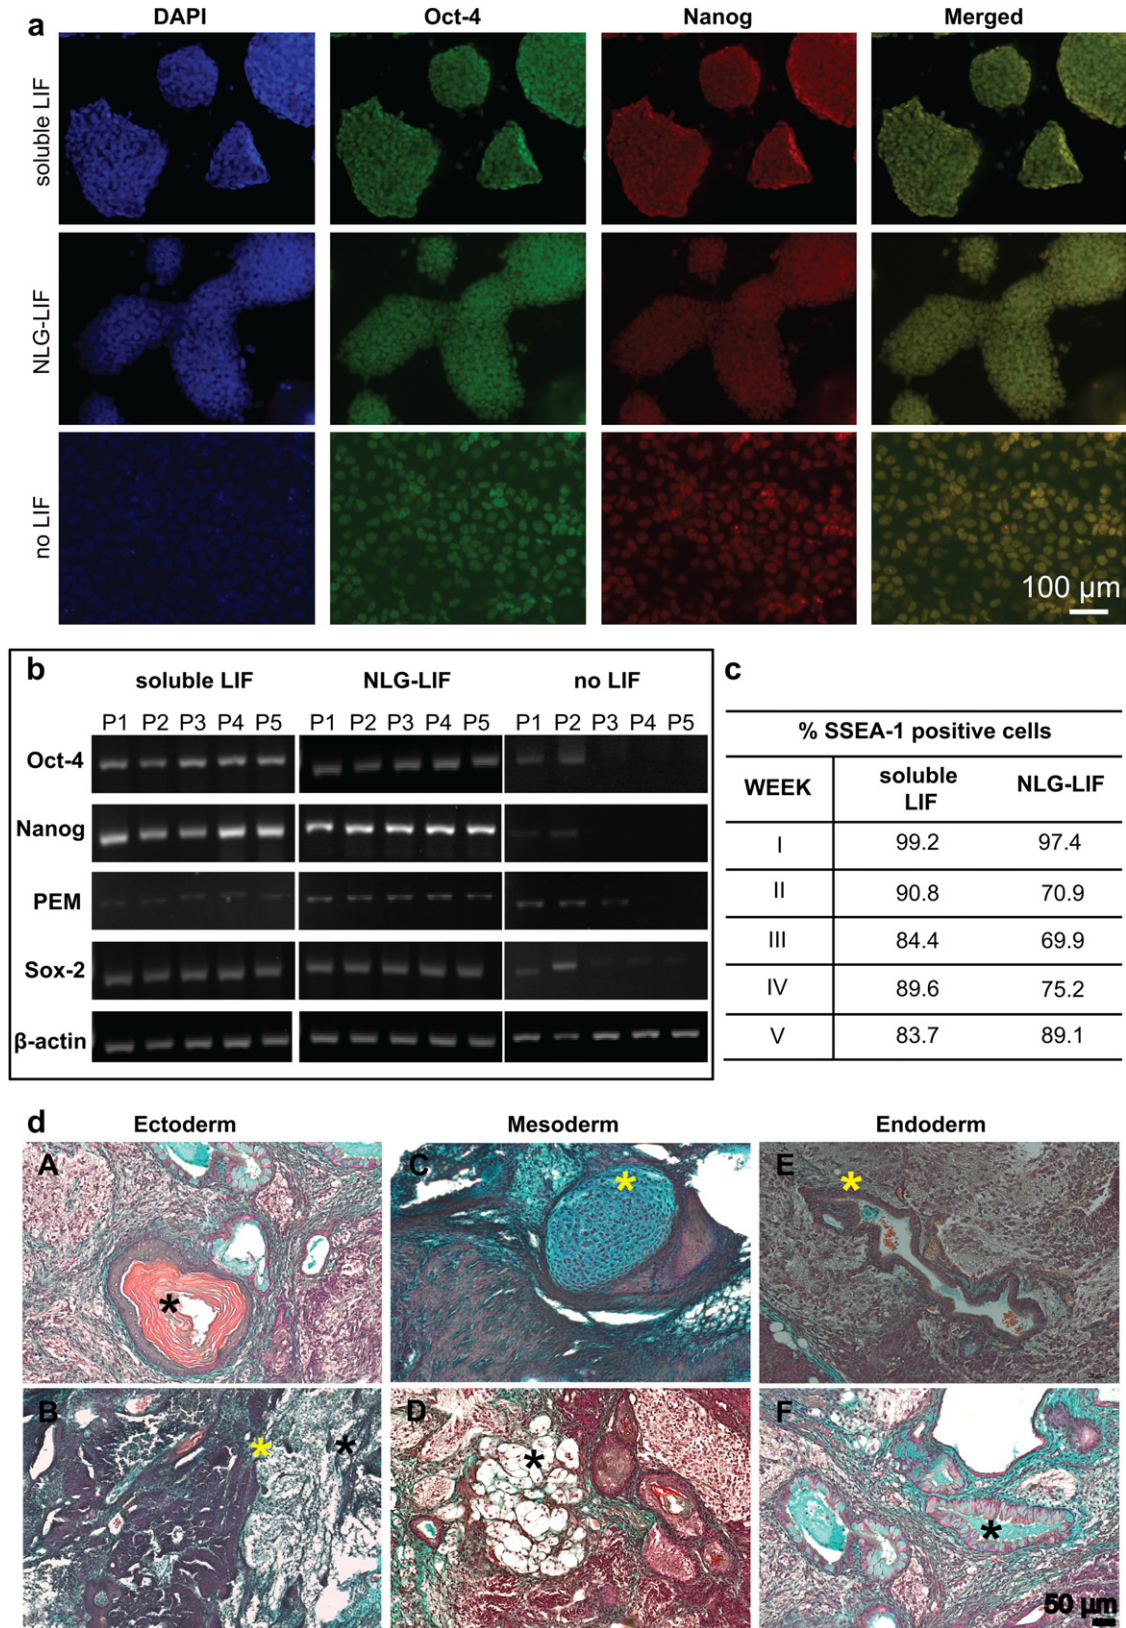 a
DAPI Oct-4 Nanog Merged
soluble LIF
NLG-LIF
no LIF
100 µm
b
soluble LIF NLG-LIF no LIF
P1 P2 P3 P4 P5 P1 P2 P3 P4 P5 P1 P2 P3 P4 P5
Oct-4
Nanog
PEM
Sox-2
β-actin
c
% SSEA-1 positive cells
WEEK soluble LIF NLG-LIF
I 99.2 97.4
II 90.8 70.9
III 84.4 69.9
IV 89.6 75.2
V 83.7 89.1
d
Ectoderm Mesoderm Endoderm
A C E
* * *
B D F
* * * *
50 µm